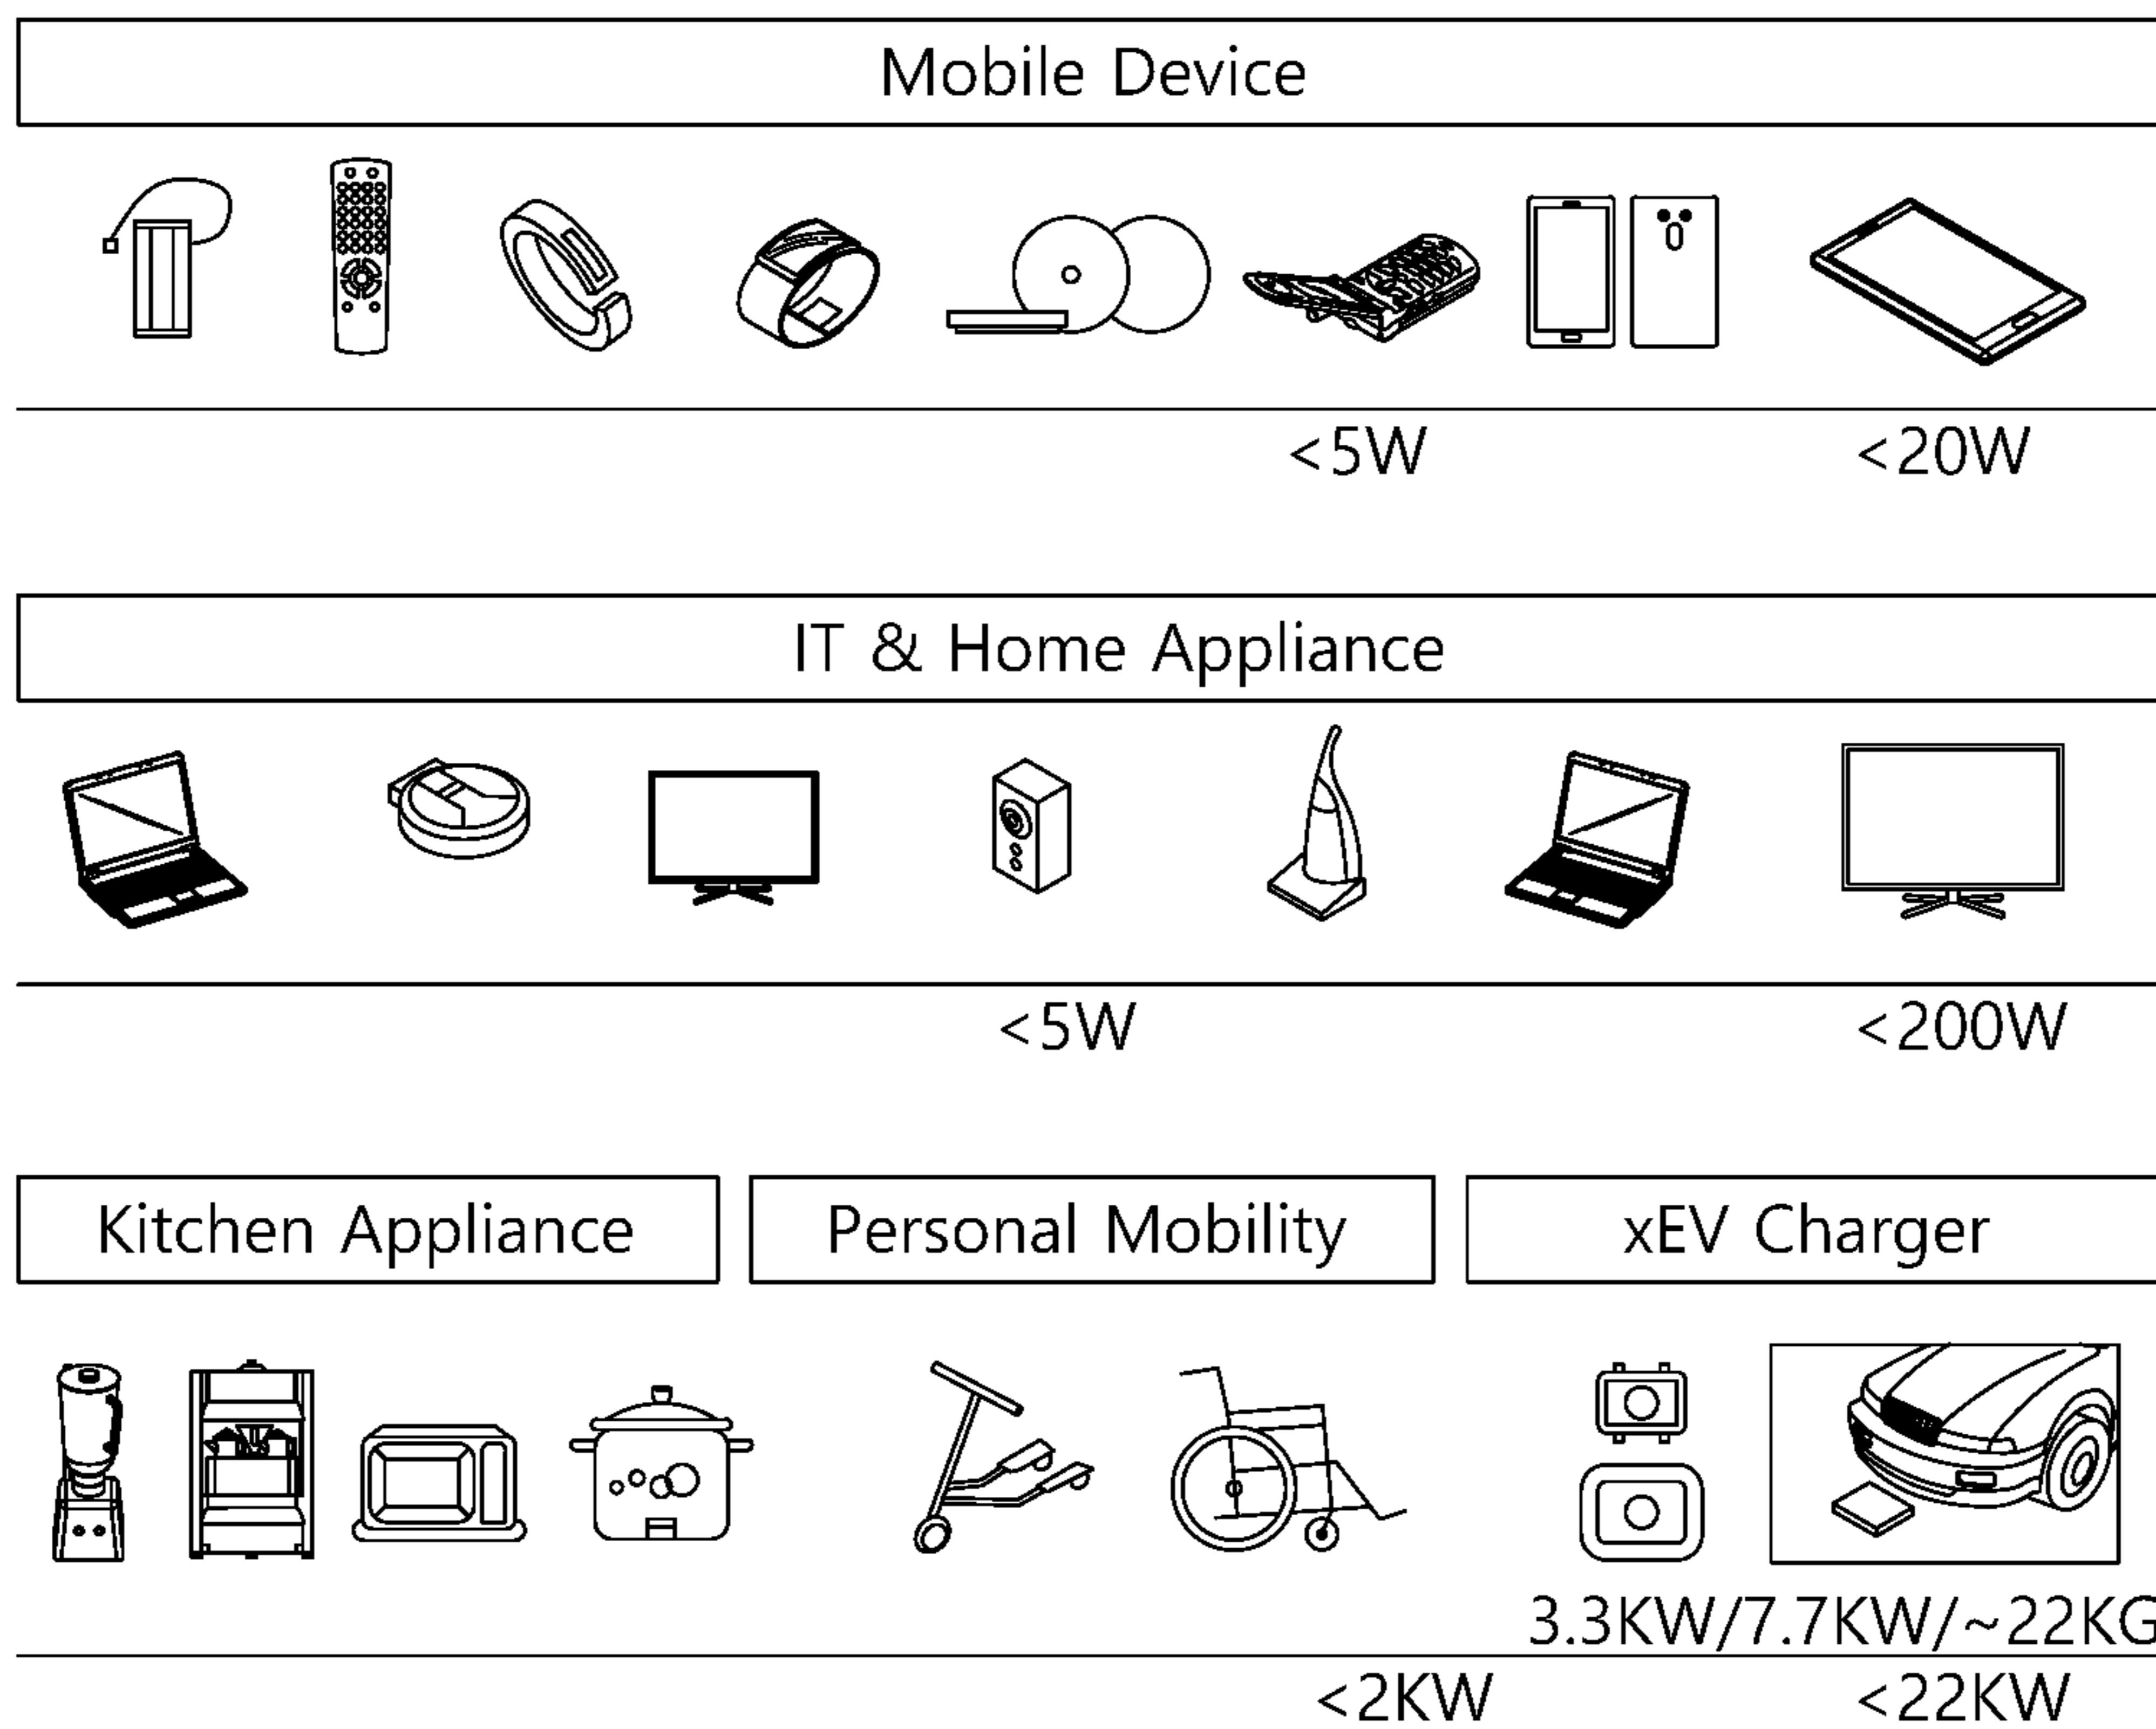 Mobile Device
<5W <20W
IT & Home Appliance
<5W <200W
Kitchen Appliance Personal Mobility xEV Charger
3.3KW/7.7KW/~22KG
<2KW <22KW